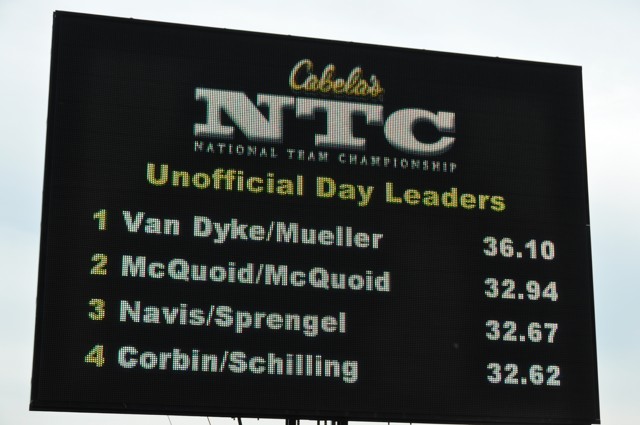 Cabela's
NTC
NATIONAL TEAM CHAMPIONSHIP
Unofficial Day Leaders
1 Van Dyke/Mueller 36.10
2 McQuoid/McQuoid 32.94
3 Navis/Sprengel 32.67
4 Corbin/Schilling 32.62